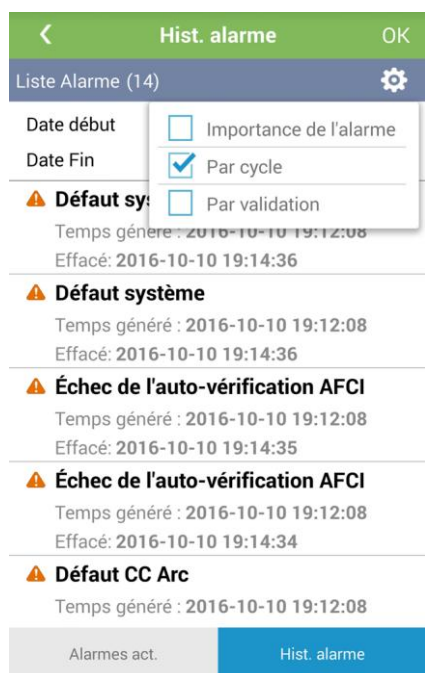 Hist. alarme OK
Liste Alarme (14)
Date début
Importance de l'alarme
Date Fin
Par cycle
Par validation
Défaut sys
Temps généré : 2016-10-10 19:12:08
Effacé: 2016-10-10 19:14:36
Défaut système
Temps généré : 2016-10-10 19:12:08
Effacé: 2016-10-10 19:14:36
Échec de l'auto-vérification AFCI
Temps généré : 2016-10-10 19:12:08
Effacé: 2016-10-10 19:14:35
Échec de l'auto-vérification AFCI
Temps généré : 2016-10-10 19:12:08
Effacé: 2016-10-10 19:14:34
Défaut CC Arc
Temps généré : 2016-10-10 19:12:08
Alarmes act. Hist. alarme